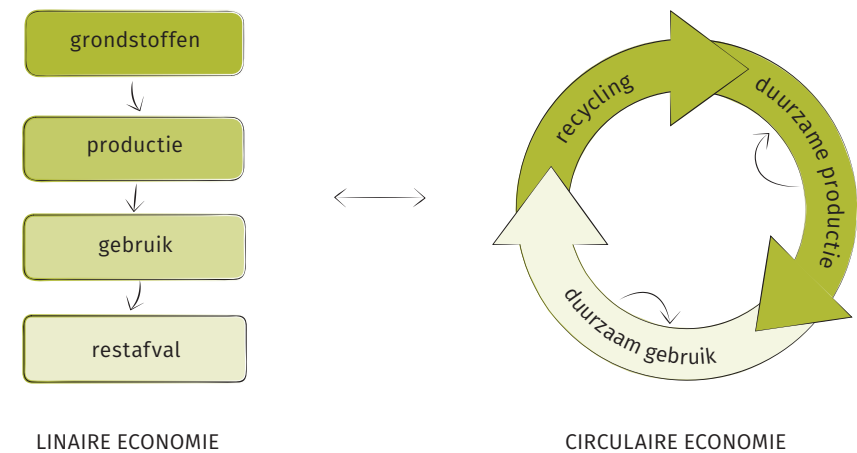 grondstoffen
productie
gebruik
restafval
LINAIRE ECONOMIE
recycling
duurzame productie
duurzaam gebruik
CIRCULAIRE ECONOMIE